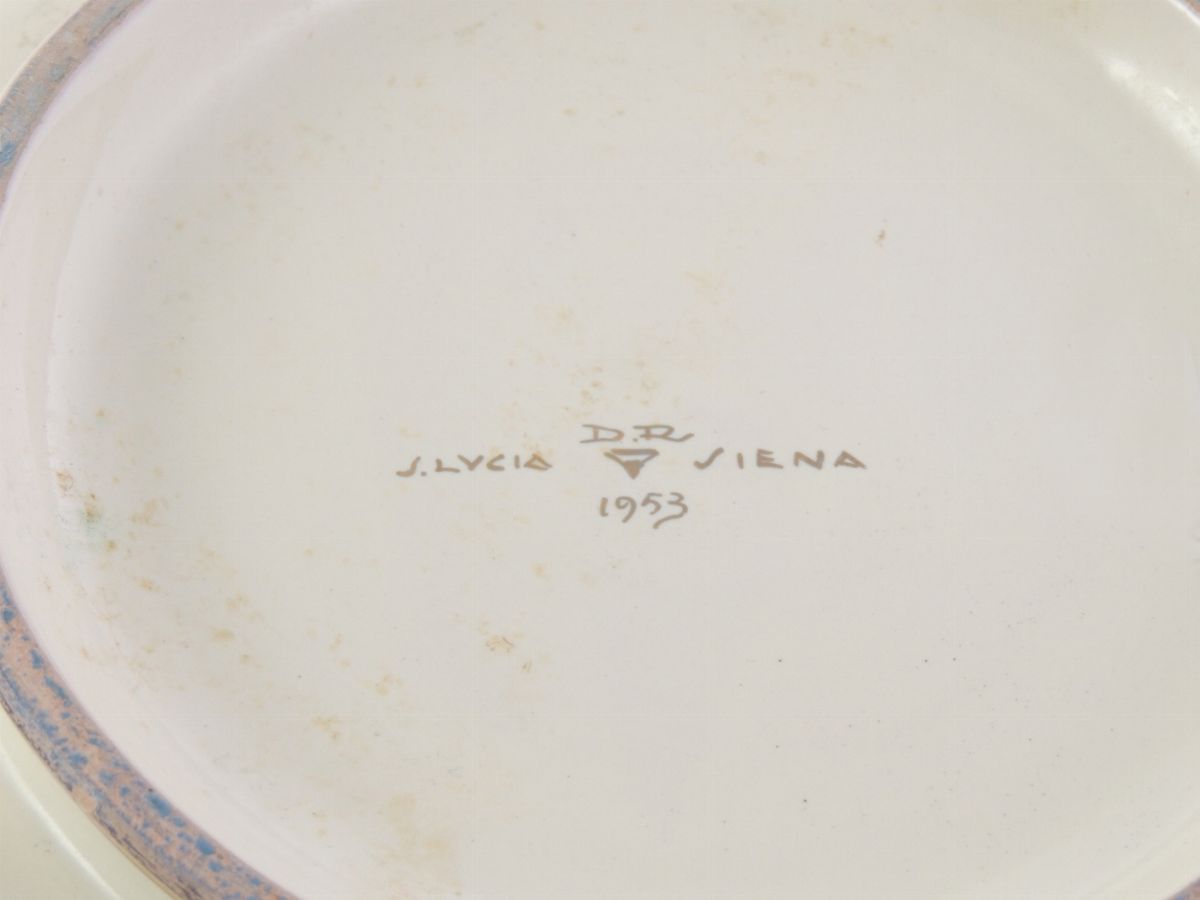 D.R
S. LVCIA SIENA
1953